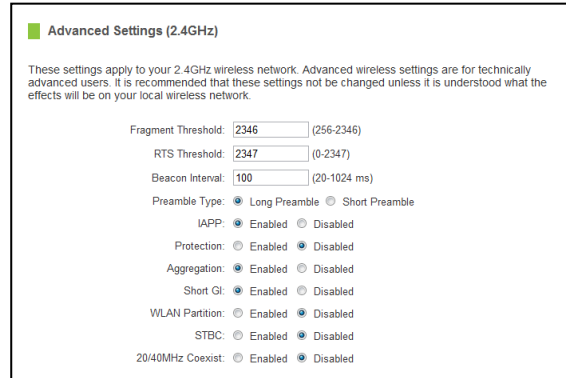 Advanced Settings (2.4GHz)
These settings apply to your 2.4GHz wireless network. Advanced wireless settings are for technically
advanced users. It is recommended that these settings not be changed unless it is understood what the
effects will be on your local wireless network.
Fragment Threshold: 2346 (256-2346)
RTS Threshold: 2347 (0-2347)
Beacon Interval: 100 (20-1024 ms)
Preamble Type: Long Preamble Short Preamble
IAPP: Enabled Disabled
Protection: Enabled Disabled
Aggregation: Enabled Disabled
Short GI: Enabled Disabled
WLAN Partition: Enabled Disabled
STBC: Enabled Disabled
20/40MHz Coexist: Enabled Disabled